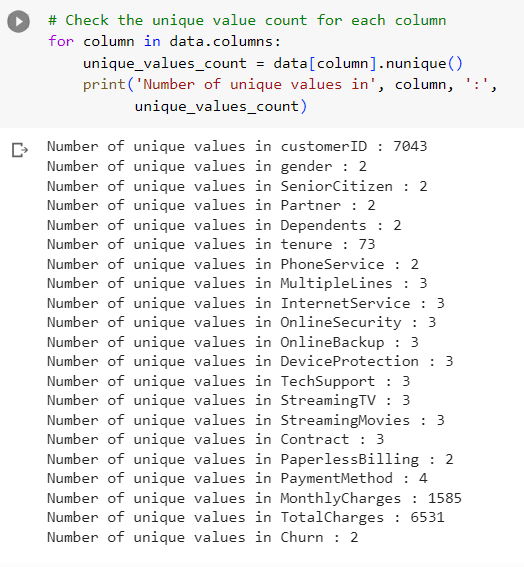 # Check the unique value count for each column
for column in data.columns:
    unique_values_count = data[column].nunique()
    print('Number of unique values in', column, ':',
          unique_values_count)
Number of unique values in customerID : 7043
Number of unique values in gender : 2
Number of unique values in SeniorCitizen : 2
Number of unique values in Partner : 2
Number of unique values in Dependents : 2
Number of unique values in tenure : 73
Number of unique values in PhoneService : 2
Number of unique values in MultipleLines : 3
Number of unique values in InternetService : 3
Number of unique values in OnlineSecurity : 3
Number of unique values in OnlineBackup : 3
Number of unique values in DeviceProtection : 3
Number of unique values in TechSupport : 3
Number of unique values in StreamingTV : 3
Number of unique values in StreamingMovies : 3
Number of unique values in Contract : 3
Number of unique values in PaperlessBilling : 2
Number of unique values in PaymentMethod : 4
Number of unique values in MonthlyCharges : 1585
Number of unique values in TotalCharges : 6531
Number of unique values in Churn : 2